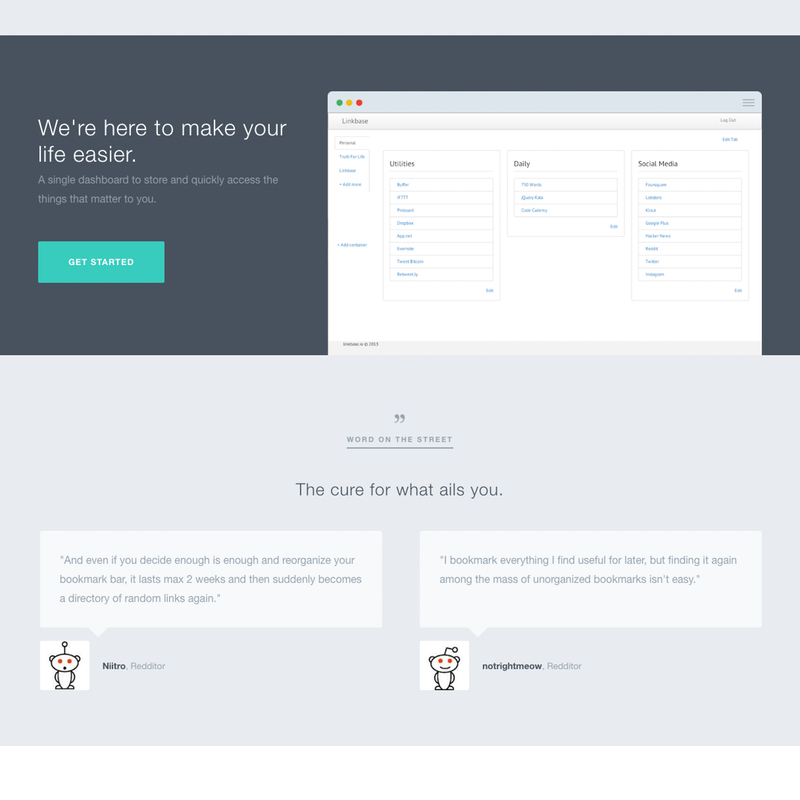 We're here to make your
life easier.
A single dashboard to store and quickly access the
things that matter to you.
GET STARTED
Linkbase
Log Out
Edit Tab
Personal
Truth For Life
Linkbase
+ Add more
+ Add container
Utilities
Buffer
IFTTT
Pinboard
Dropbox
App.net
Evernote
Tweet Bitcoin
Edit
Daily
750 Words
jQuery Kata
Code Cademy
Edit
Social Media
Foursquare
Lobsters
Klout
Google Plus
Hacker News
Reddit
Twitter
Instagram
Edit
linkbase.io © 2013
”
WORD ON THE STREET
The cure for what ails you.
"And even if you decide enough is enough and reorganize your
bookmark bar, it lasts max 2 weeks and then suddenly becomes
a directory of random links again."
Niitro, Redditor
"I bookmark everything I find useful for later, but finding it again
among the mass of unorganized bookmarks isn't easy."
notrightmeow, Redditor